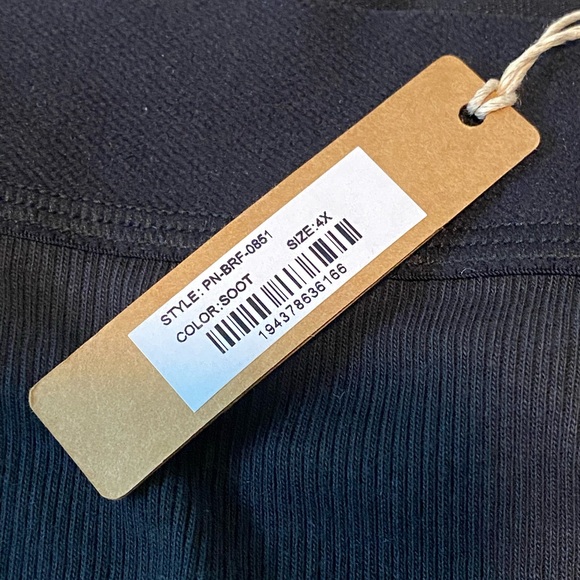 STYLE: PN-BRF-0851
COLOR:SOOT SIZE:4X
194378636166